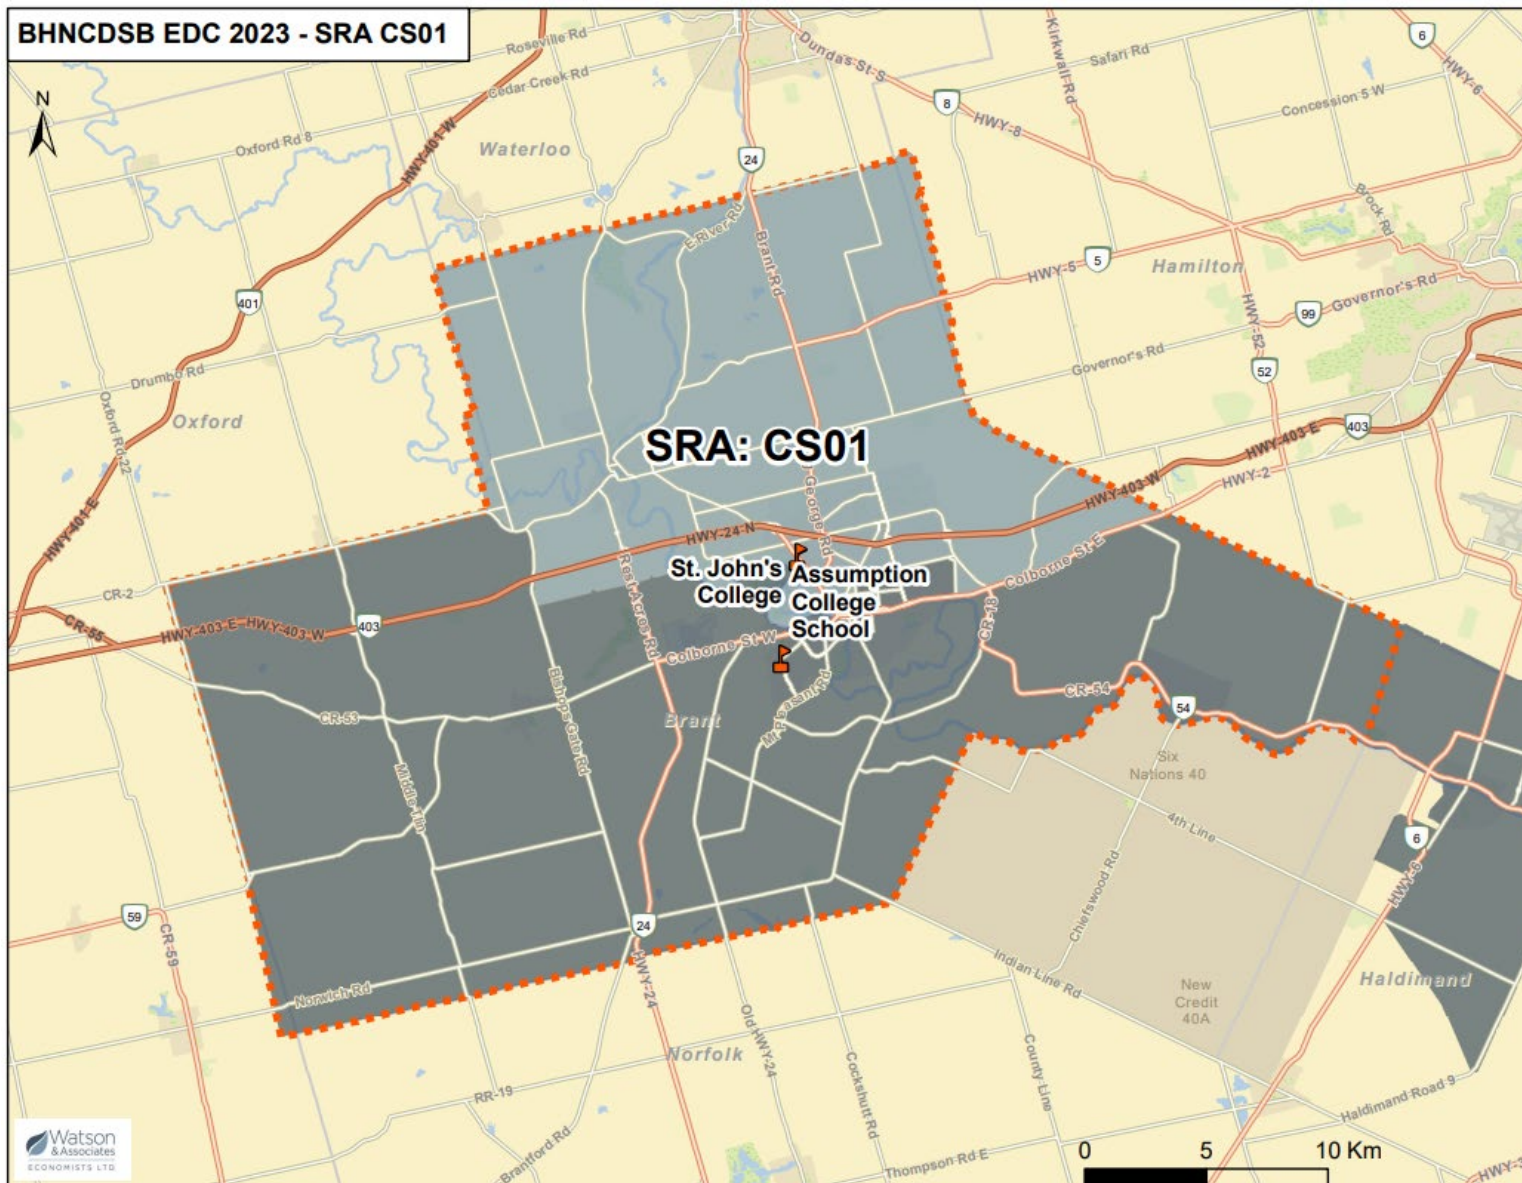 BHNCDSB EDC 2023 - SRA CS01
N
Roseville Rd
Cedar Creek Rd
Oxford Rd 8
HWY-401 W
Waterloo
24
Dundas St S
Kirkwall Rd
Safari Rd
6
HWY-6
8
HWY-8
Concession 5 W
Brock Rd
E River Rd
Brant Rd
HWY-5
5
Hamilton
HWY-52
99
Governor's Rd
401
Drumbo Rd
Oxford Rd 22
Oxford
Governor's Rd
52
403
HWY-403 E
SRA: CS01
HWY-403 W
HWY-2
George Rd
HWY-401 E
HWY-24 N
Rest Acres Rd
St. John's
College
Assumption
College
School
Colborne St E
CR-2
CR-55
HWY-403 E
HWY-403 W
403
CR-18
Colborne St W
Bishops Gate Rd
CR-53
Brant
Mt Pleasant Rd
CR-54
54
Six
Nations 40
Middle Tlin
4th Line
6
HWY-6
Chiefswood Rd
59
CR-59
24
HWY-24
Norwich Rd
Indian Line Rd
New
Credit
40A
Haldimand
Old HWY-24
Norfolk
Cockshutt Rd
County Line
RR-19
Haldimand Road 9
Brantford Rd
Thompson Rd E
HWY-3
Watson
& Associates
ECONOMISTS LTD
0 5 10 Km